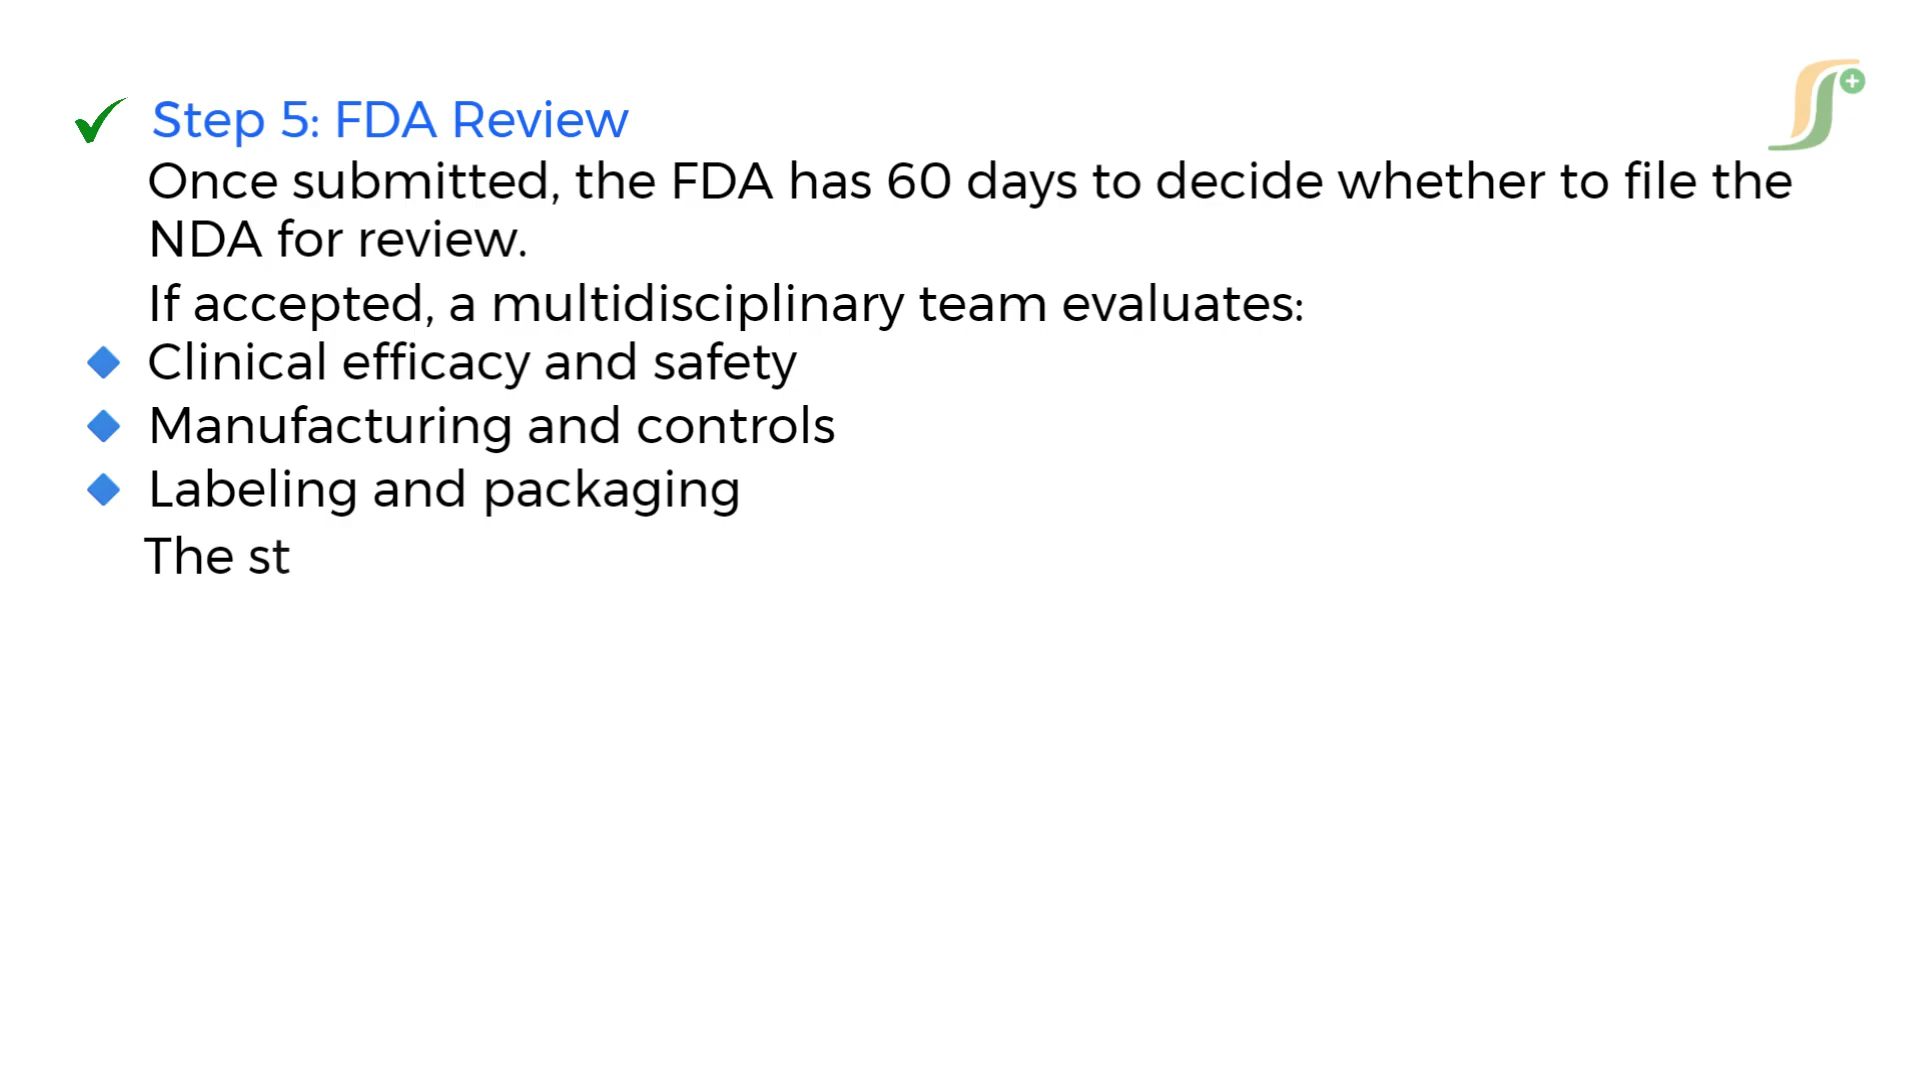 Step 5: FDA Review
Once submitted, the FDA has 60 days to decide whether to file the
NDA for review.
If accepted, a multidisciplinary team evaluates:
Clinical efficacy and safety
Manufacturing and controls
Labeling and packaging
The st